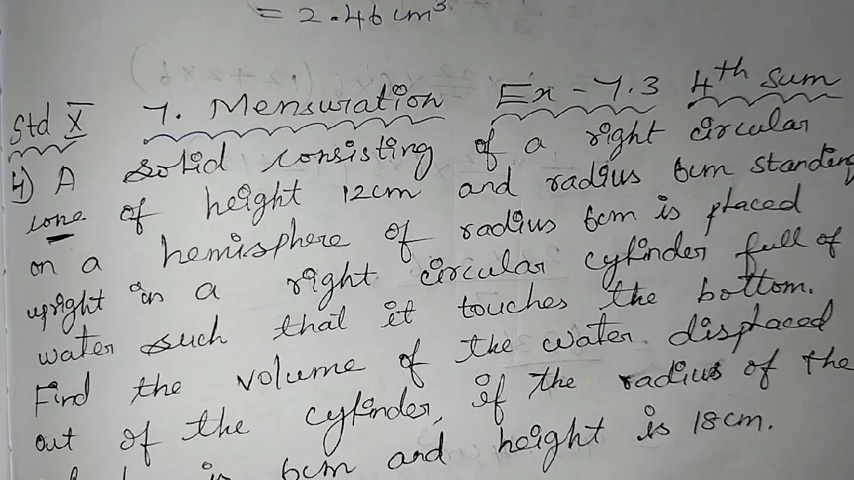 = 2.46 cm³.
Std X 7. Mensuration Ex - 7.3 4th Sum
4) A solid consisting of a right circular
cone of height 12cm and radius 6cm standing
on a hemisphere of radius 6cm is placed
upright in a right circular cylinder full of
water such that it touches the bottom.
Find the volume of the water displaced
out of the cylinder, if the radius of the
is 6cm and height is 18cm.